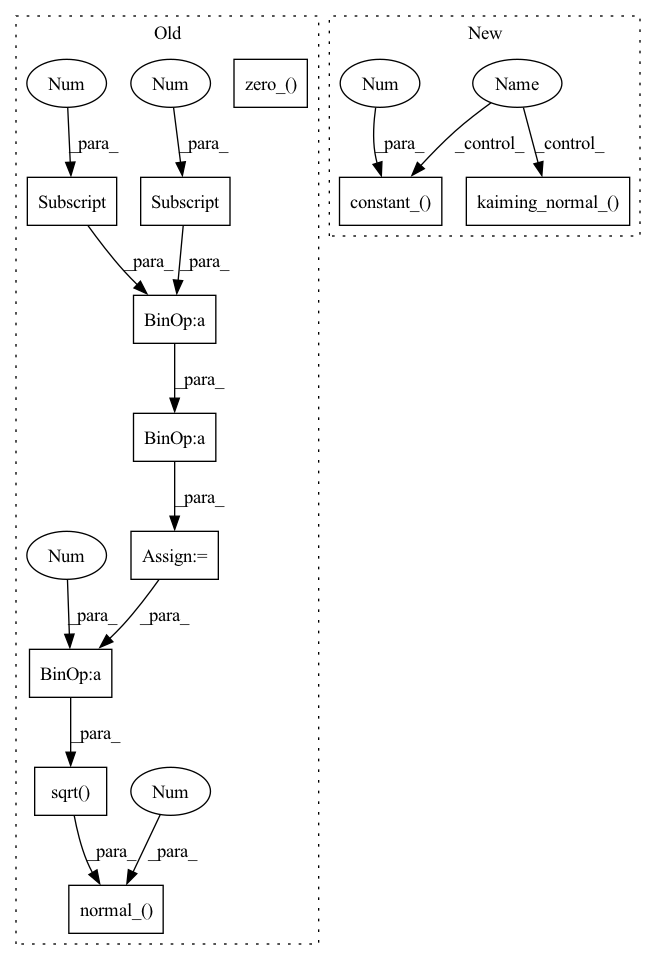 Old
New
Num
Num
zero_()
Num
Name
_para_
_para_
_para_
_control_
_control_
Subscript
Subscript
constant_()
kaiming_normal_()
_para_
_para_
BinOp:a
_para_
BinOp:a
_para_
Num
Assign:=
_para_
_para_
BinOp:a
_para_
sqrt()
Num
_para_
_para_
normal_()